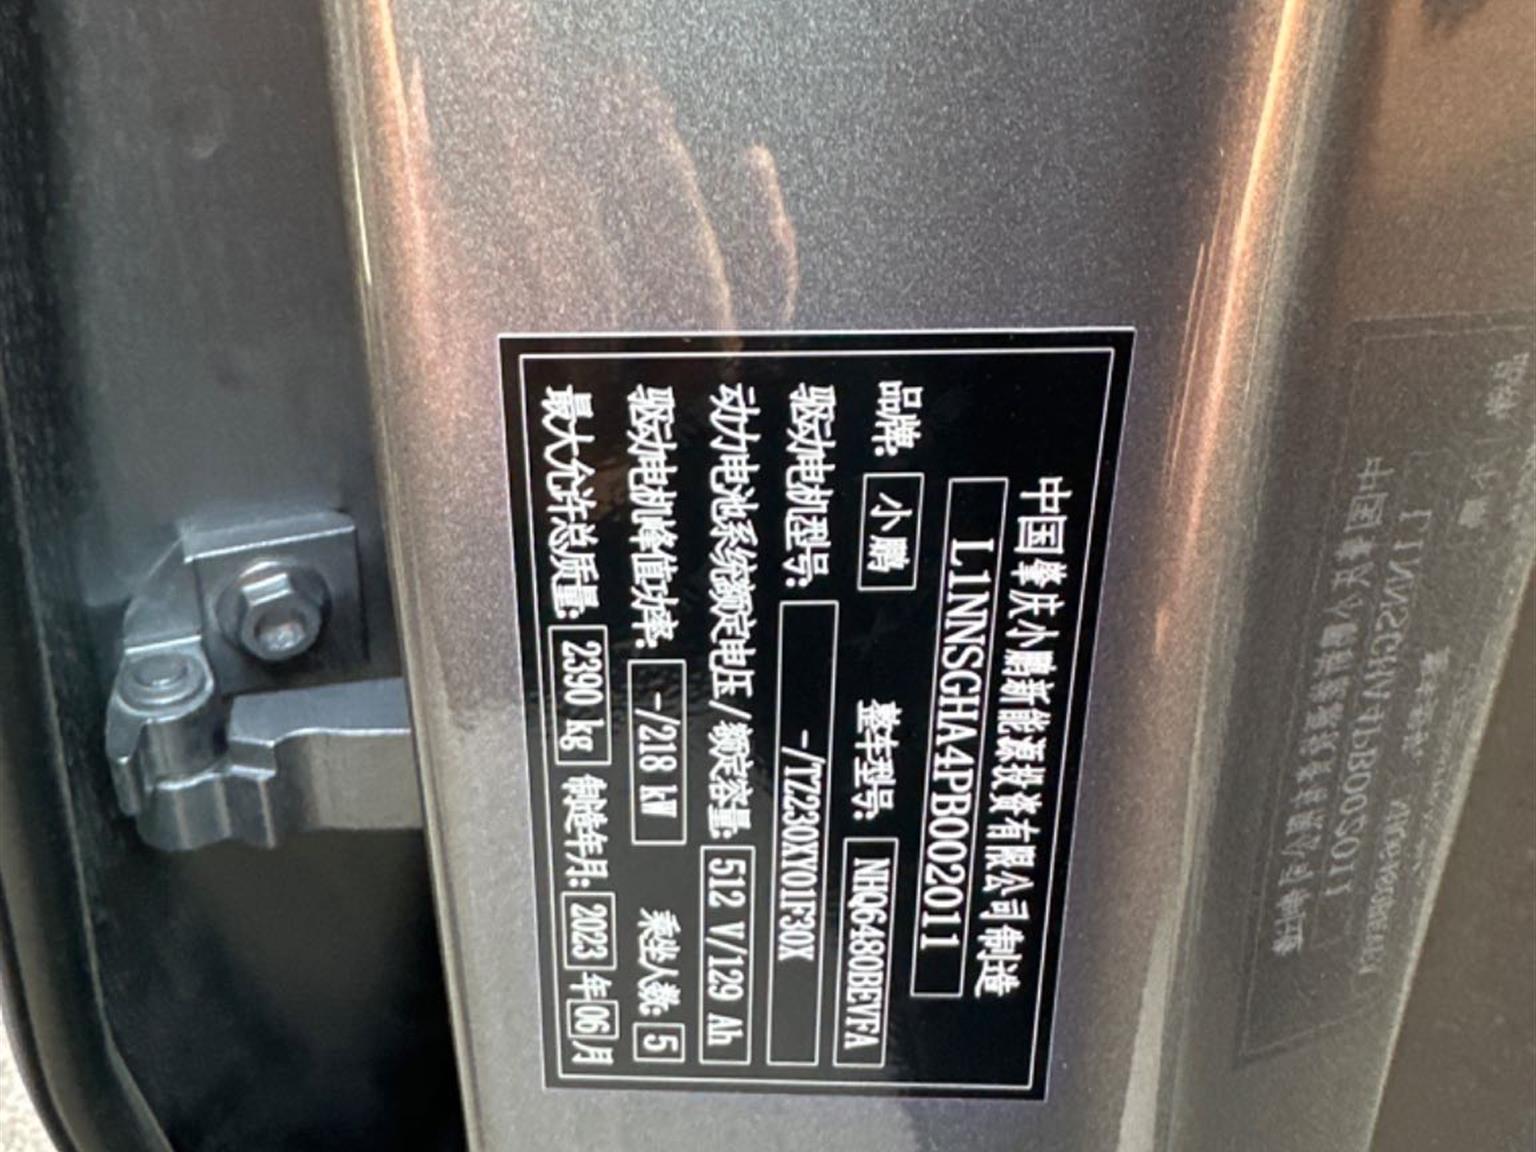 中国肇庆小鹏新能源投资有限公司制造
L1NNSGHA4PB002011
品牌: 小鹏 整车型号: NHQ6480BEVFA
驱动电机型号: -/TZ230XY01F30X
动力电池系统额定电压/额定容量: 512 V/129 Ah
驱动电机峰值功率: -/218 kW 乘坐人数: 5
最大允许总质量: 2390 kg 制造年月: 2023 年 06 月